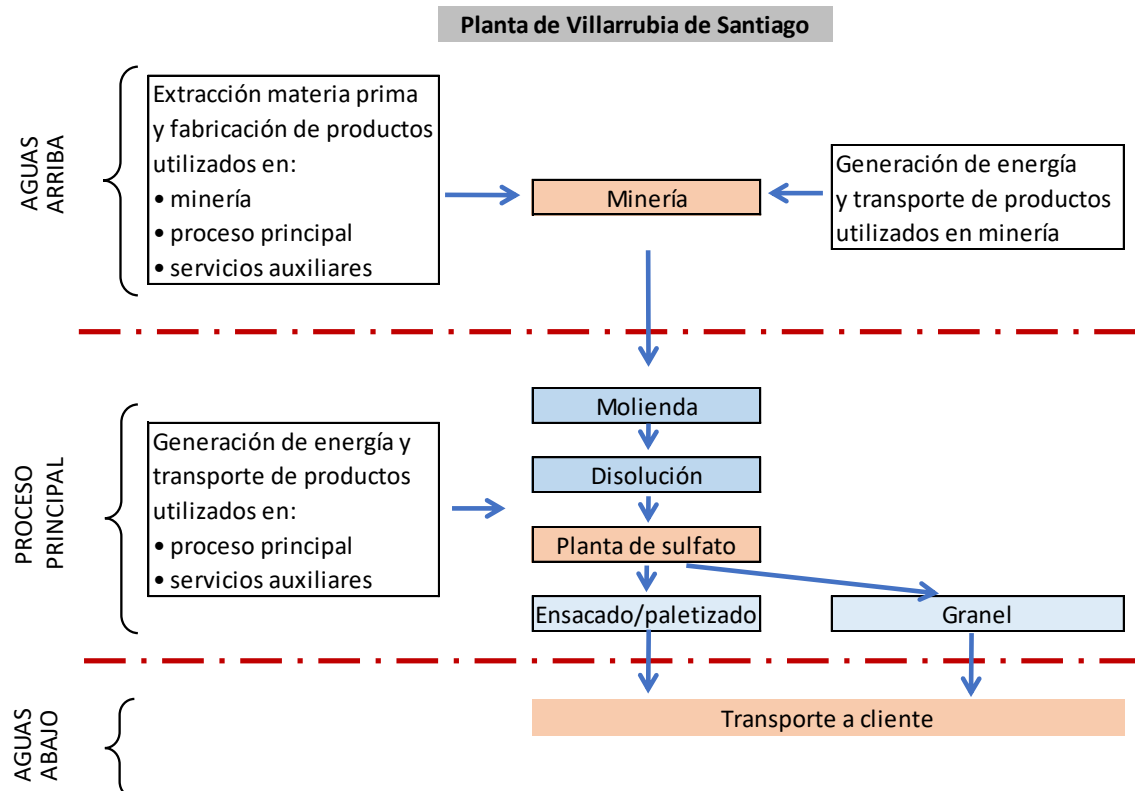 Planta de Villarrubia de Santiago
AGUAS
ARRIBA
Extracción materia prima
y fabricación de productos
utilizados en:
• minería
• proceso principal
• servicios auxiliares
Minería
Generación de energía
y transporte de productos
utilizados en minería
PROCESO
PRINCIPAL
Generación de energía y
transporte de productos
utilizados en:
• proceso principal
• servicios auxiliares
Molienda
Disolución
Planta de sulfato
Ensacado/paletizado
Granel
AGUAS
ABAJO
Transporte a cliente